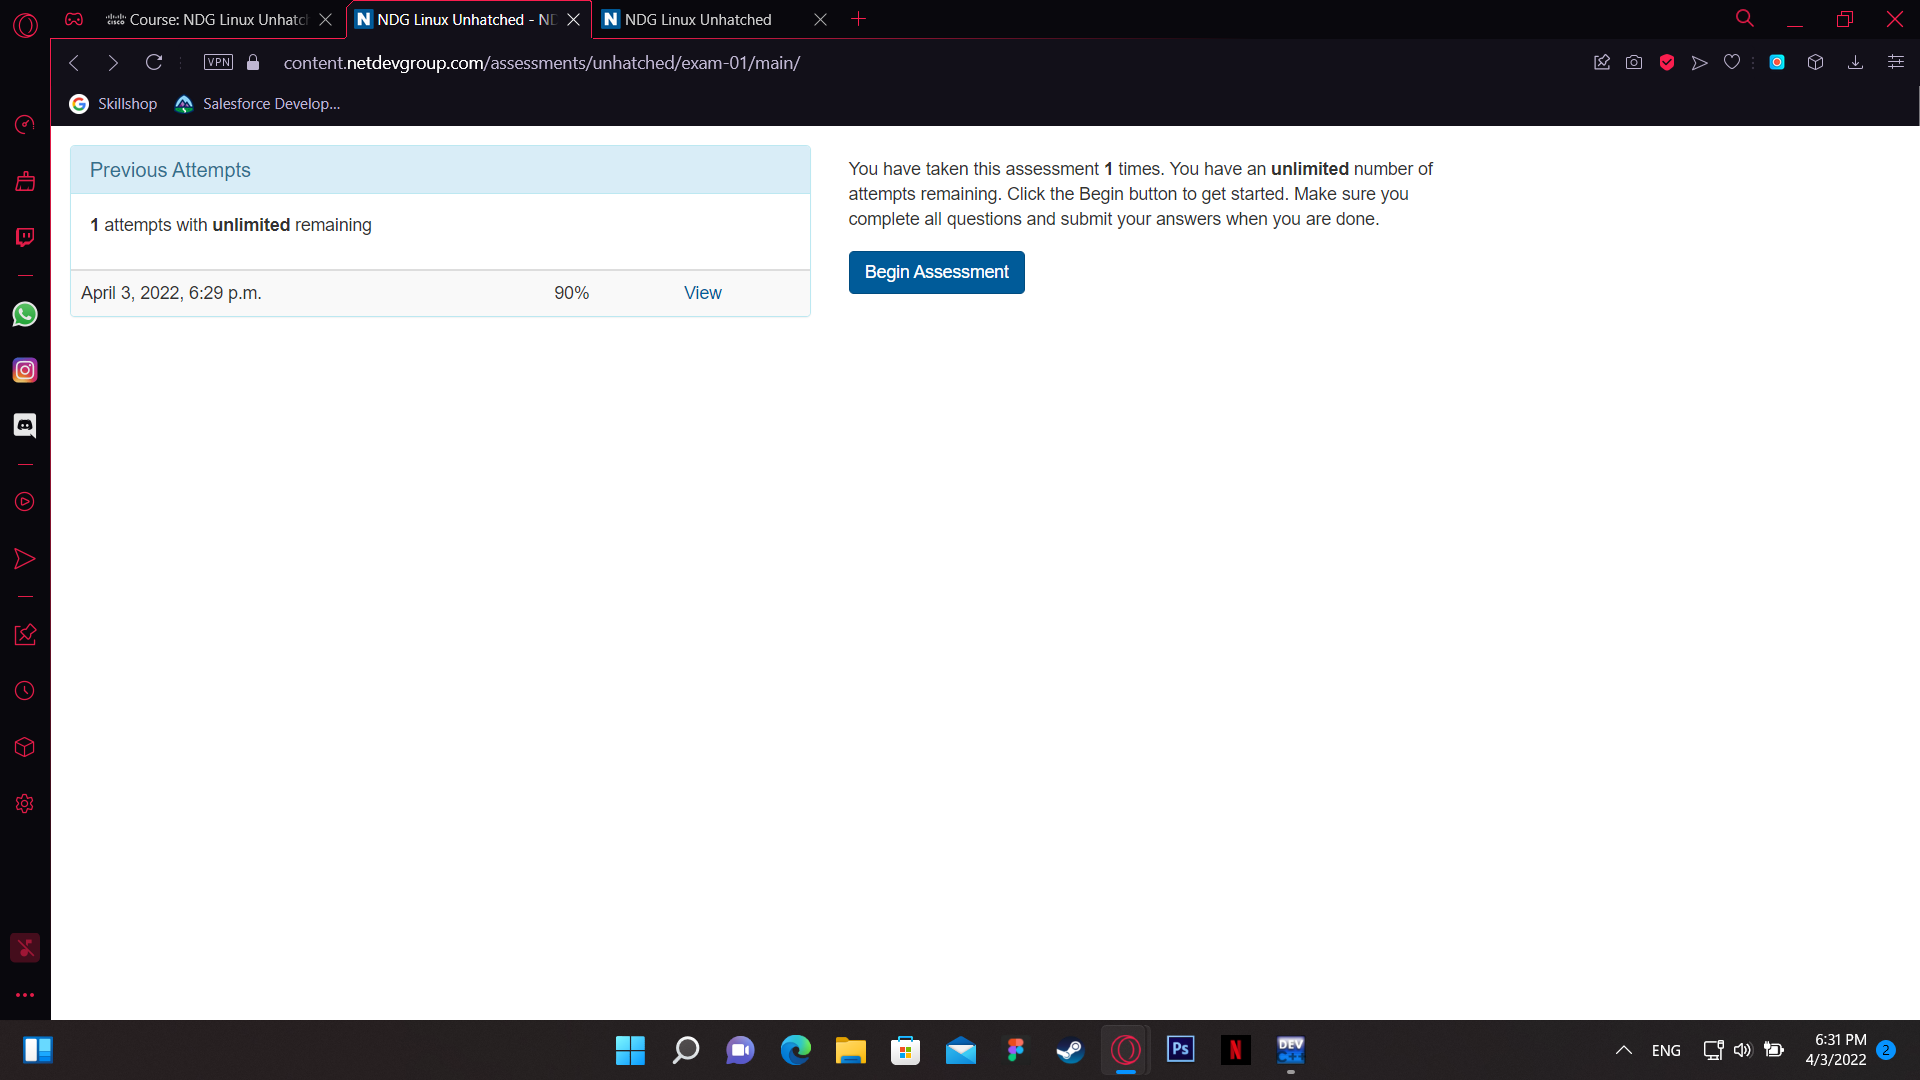 Course: NDG Linux Unhatch
NDG Linux Unhatched - ND
NDG Linux Unhatched
VPN
content.netdevgroup.com/assessments/unhatched/exam-01/main/
Skillshop
Salesforce Develop...
Previous Attempts
1 attempts with unlimited remaining
April 3, 2022, 6:29 p.m. 90% View
You have taken this assessment 1 times. You have an unlimited number of
attempts remaining. Click the Begin button to get started. Make sure you
complete all questions and submit your answers when you are done.
Begin Assessment
Ps
N
DEV
C++
ENG
6:31 PM
4/3/2022
2